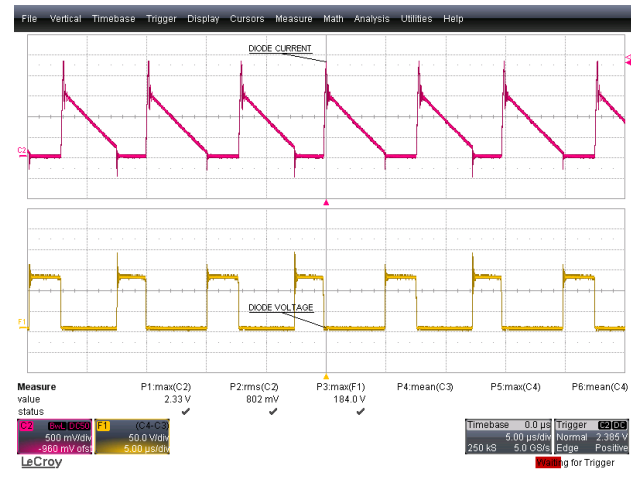 File Vertical Timebase Trigger Display Cursors Measure Math Analysis Utilities Help
DIODE CURRENT
C2
DIODE VOLTAGE
F1
Measure P1:max(C2) P2:rms(C2) P3:max(F1) P4:mean(C3) P5:max(C4) P6:mean(C4)
value 2.33 V 802 mV 184.0 V
status ✔ ✔ ✔
C2 BwL DC50 F1 (C4-C3) Timebase 0.0 µs Trigger C2 DC
500 mV/div 50.0 V/div 5.00 µs/div Normal 2.385 V
-960 mV ofst 5.00 µs/div 250 kS 5.0 GS/s Edge Positive
LeCroy Waiting for Trigger